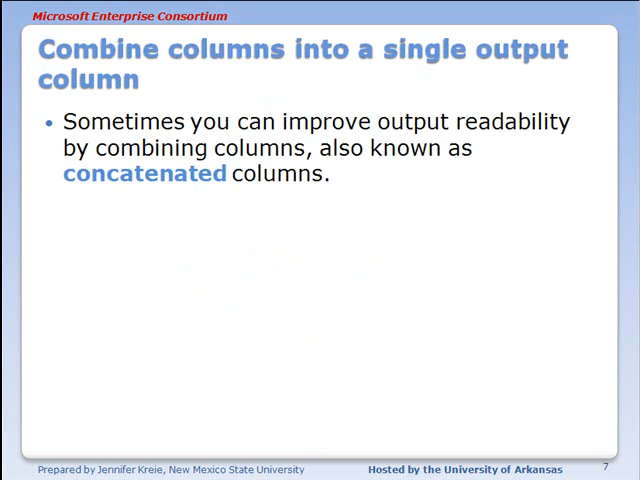 Microsoft Enterprise Consortium
Combine columns into a single output
column
• Sometimes you can improve output readability
by combining columns, also known as
concatenated columns.
Prepared by Jennifer Kreie, New Mexico State University
Hosted by the University of Arkansas
7